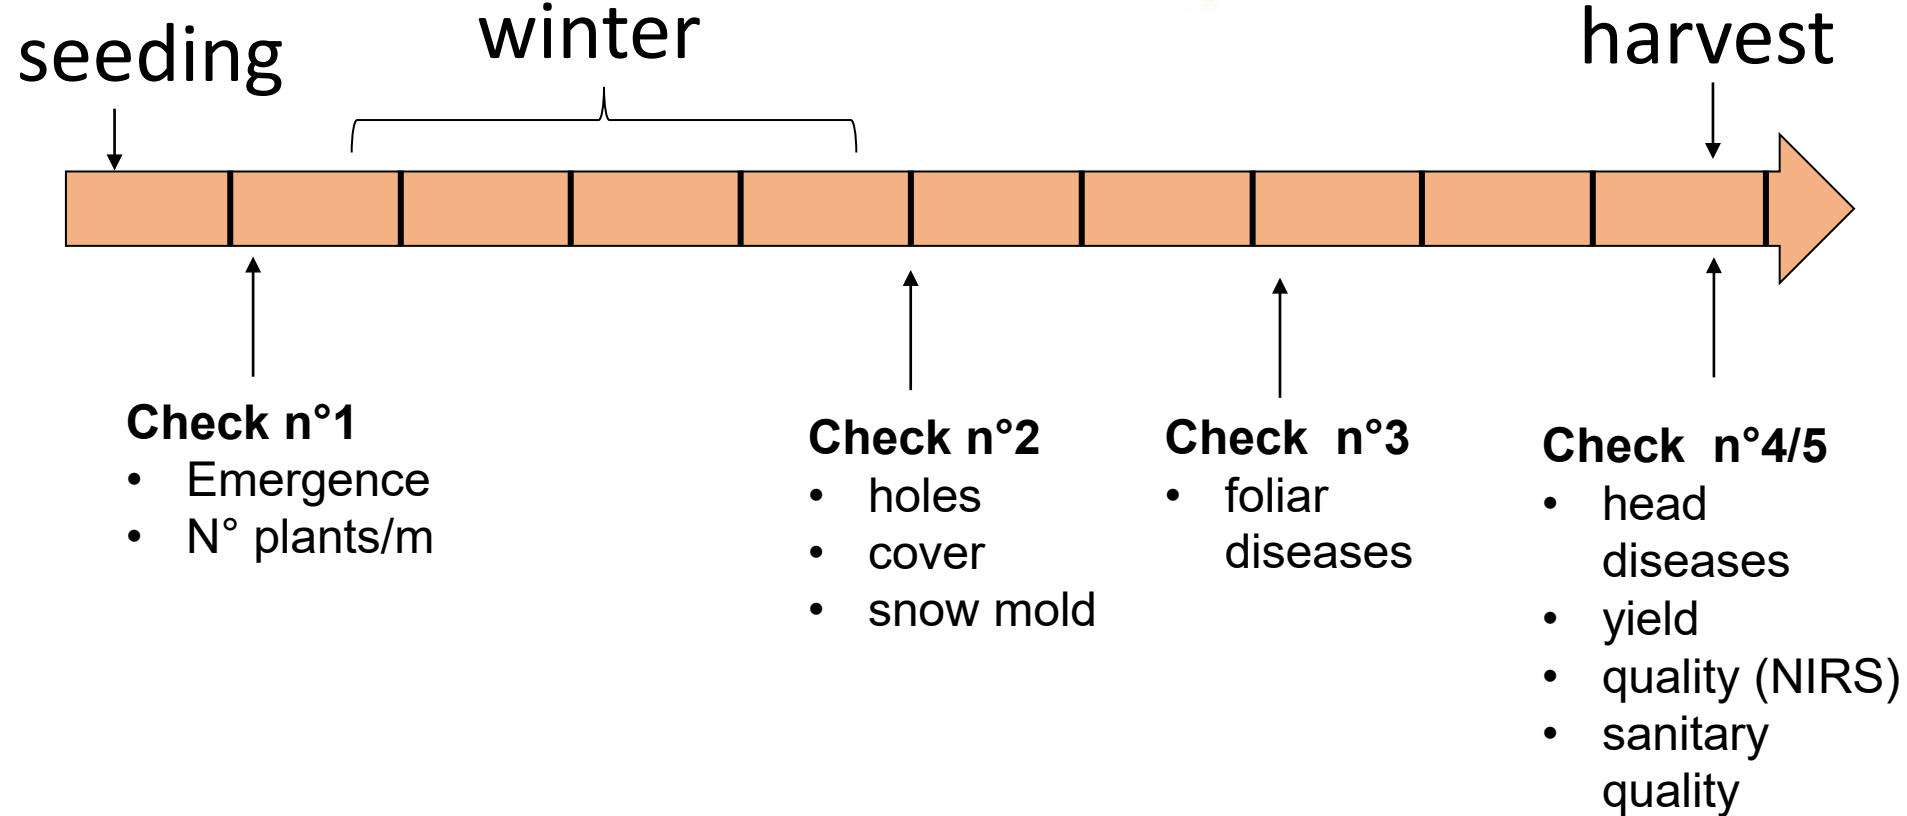 seeding
winter
harvest
Check n°1
• Emergence
• N° plants/m
Check n°2
• holes
• cover
• snow mold
Check  n°3
• foliar
diseases
Check  n°4/5
• head
diseases
• yield
• quality (NIRS)
• sanitary
quality